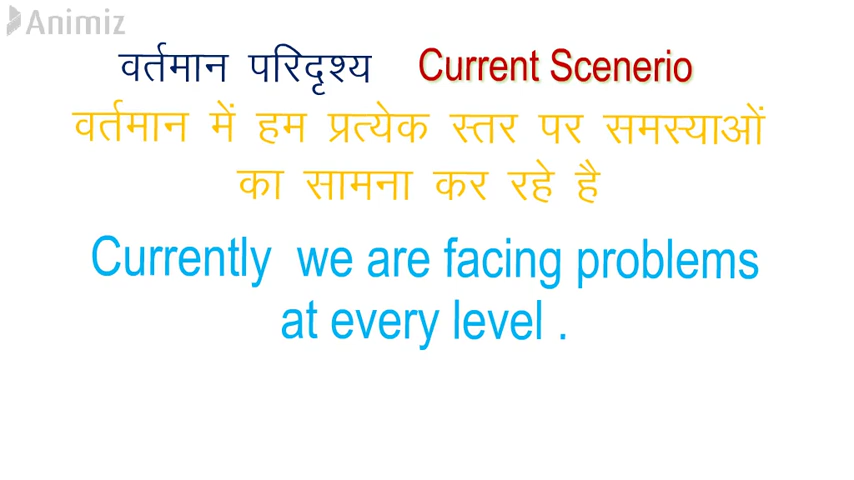 Animiz
वर्तमान परिदृश्य Current Scenerio
वर्तमान में हम प्रत्येक स्तर पर समस्याओं
का सामना कर रहे है
Currently we are facing problems
at every level .